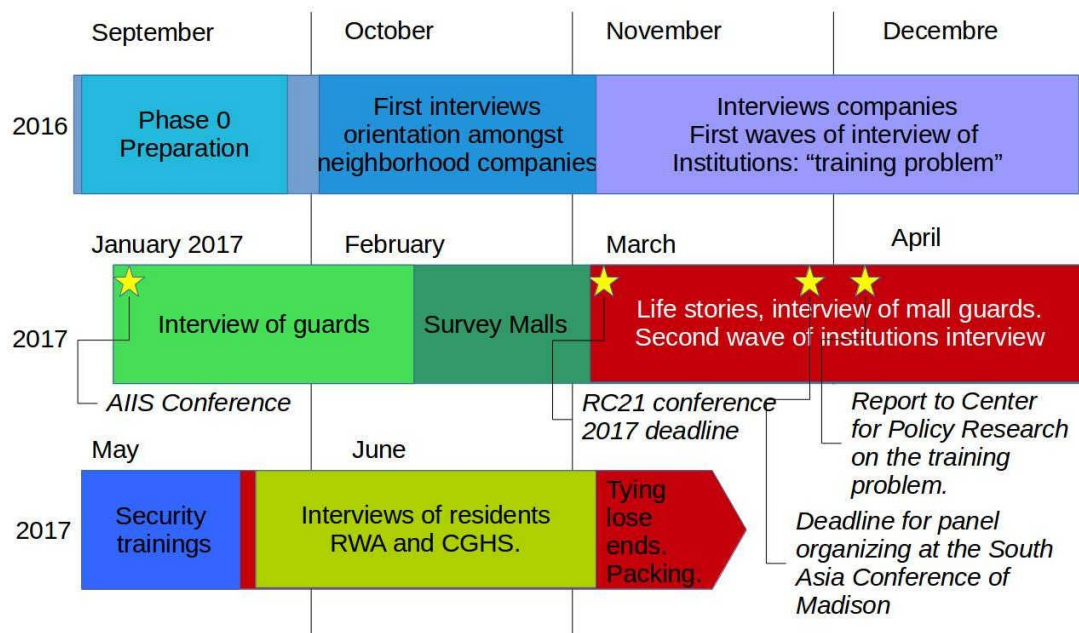 September
October
November
Decembre
2016
Phase 0
Preparation
First interviews
orientation amongst
neighborhood companies
Interviews companies
First waves of interview of
Institutions: “training problem”
January 2017
February
March
April
2017
Interview of guards
Survey Malls
Life stories, interview of mall guards.
Second wave of institutions interview
AIIS Conference
RC21 conference
2017 deadline
Report to Center
for Policy Research
on the training
problem.
May
June
2017
Security
trainings
Interviews of residents
RWA and CGHS.
Tying
lose
ends.
Packing.
Deadline for panel
organizing at the South
Asia Conference of
Madison